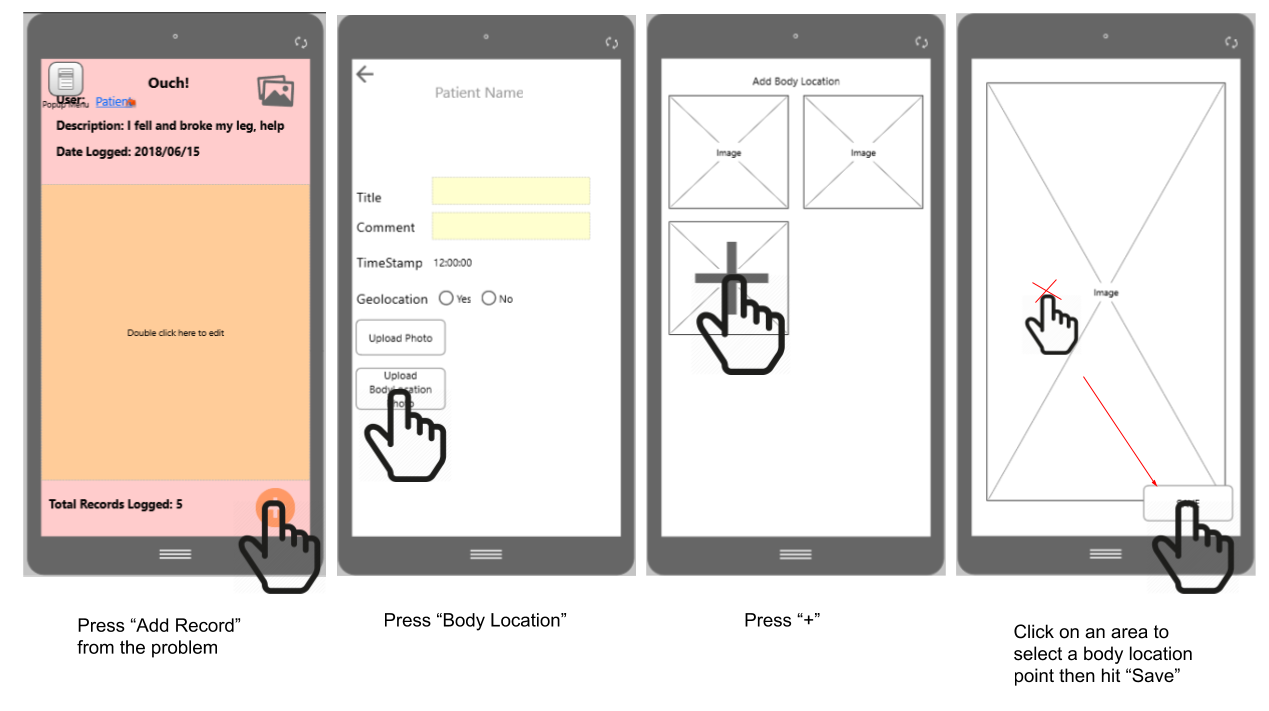 Ouch!
User: Patient
Popup Menu
Description: I fell and broke my leg, help
Date Logged: 2018/06/15
Double click here to edit
Total Records Logged: 5
Press “Add Record”
from the problem
Patient Name
Title
Comment
TimeStamp 12:00:00
Geolocation Yes No
Upload Photo
Upload
BodyLocation
Photo
Press “Body Location”
Add Body Location
Image Image
Press “+”
Image
Click on an area to
select a body location
point then hit “Save”